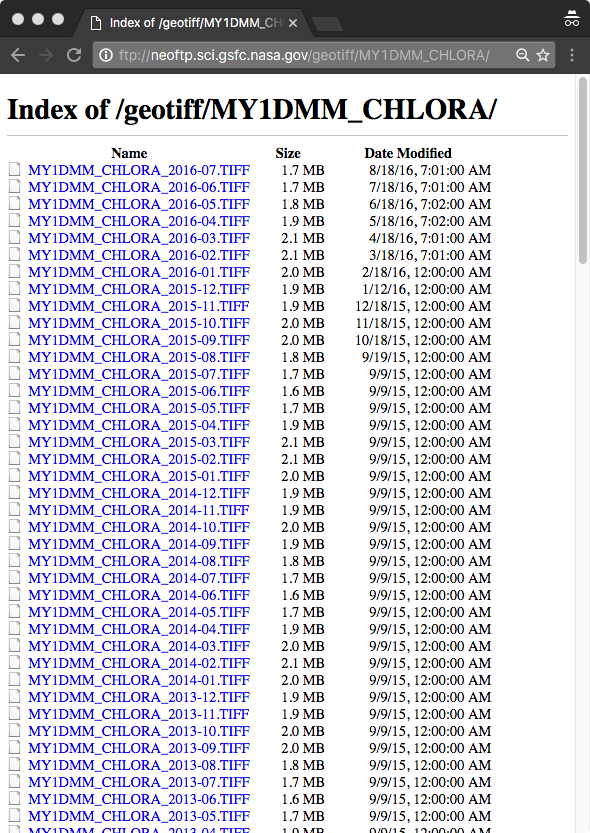 Index of /geotiff/MY1DMM_CH
ftp://neoftp.sci.gsfc.nasa.gov/geotiff/MY1DMM_CHLORA/
Index of /geotiff/MY1DMM_CHLORA/
Name Size Date Modified
MY1DMM_CHLORA_2016-07.TIFF 1.7 MB 8/18/16, 7:01:00 AM
MY1DMM_CHLORA_2016-06.TIFF 1.7 MB 7/18/16, 7:01:00 AM
MY1DMM_CHLORA_2016-05.TIFF 1.8 MB 6/18/16, 7:02:00 AM
MY1DMM_CHLORA_2016-04.TIFF 1.9 MB 5/18/16, 7:02:00 AM
MY1DMM_CHLORA_2016-03.TIFF 2.1 MB 4/18/16, 7:01:00 AM
MY1DMM_CHLORA_2016-02.TIFF 2.1 MB 3/18/16, 7:01:00 AM
MY1DMM_CHLORA_2016-01.TIFF 2.0 MB 2/18/16, 12:00:00 AM
MY1DMM_CHLORA_2015-12.TIFF 1.9 MB 1/12/16, 12:00:00 AM
MY1DMM_CHLORA_2015-11.TIFF 1.9 MB 12/18/15, 12:00:00 AM
MY1DMM_CHLORA_2015-10.TIFF 2.0 MB 11/18/15, 12:00:00 AM
MY1DMM_CHLORA_2015-09.TIFF 2.0 MB 10/18/15, 12:00:00 AM
MY1DMM_CHLORA_2015-08.TIFF 1.8 MB 9/19/15, 12:00:00 AM
MY1DMM_CHLORA_2015-07.TIFF 1.7 MB 9/9/15, 12:00:00 AM
MY1DMM_CHLORA_2015-06.TIFF 1.6 MB 9/9/15, 12:00:00 AM
MY1DMM_CHLORA_2015-05.TIFF 1.7 MB 9/9/15, 12:00:00 AM
MY1DMM_CHLORA_2015-04.TIFF 1.9 MB 9/9/15, 12:00:00 AM
MY1DMM_CHLORA_2015-03.TIFF 2.1 MB 9/9/15, 12:00:00 AM
MY1DMM_CHLORA_2015-02.TIFF 2.1 MB 9/9/15, 12:00:00 AM
MY1DMM_CHLORA_2015-01.TIFF 2.0 MB 9/9/15, 12:00:00 AM
MY1DMM_CHLORA_2014-12.TIFF 1.9 MB 9/9/15, 12:00:00 AM
MY1DMM_CHLORA_2014-11.TIFF 1.9 MB 9/9/15, 12:00:00 AM
MY1DMM_CHLORA_2014-10.TIFF 2.0 MB 9/9/15, 12:00:00 AM
MY1DMM_CHLORA_2014-09.TIFF 1.9 MB 9/9/15, 12:00:00 AM
MY1DMM_CHLORA_2014-08.TIFF 1.8 MB 9/9/15, 12:00:00 AM
MY1DMM_CHLORA_2014-07.TIFF 1.7 MB 9/9/15, 12:00:00 AM
MY1DMM_CHLORA_2014-06.TIFF 1.6 MB 9/9/15, 12:00:00 AM
MY1DMM_CHLORA_2014-05.TIFF 1.7 MB 9/9/15, 12:00:00 AM
MY1DMM_CHLORA_2014-04.TIFF 1.9 MB 9/9/15, 12:00:00 AM
MY1DMM_CHLORA_2014-03.TIFF 2.0 MB 9/9/15, 12:00:00 AM
MY1DMM_CHLORA_2014-02.TIFF 2.1 MB 9/9/15, 12:00:00 AM
MY1DMM_CHLORA_2014-01.TIFF 2.0 MB 9/9/15, 12:00:00 AM
MY1DMM_CHLORA_2013-12.TIFF 1.9 MB 9/9/15, 12:00:00 AM
MY1DMM_CHLORA_2013-11.TIFF 1.9 MB 9/9/15, 12:00:00 AM
MY1DMM_CHLORA_2013-10.TIFF 2.0 MB 9/9/15, 12:00:00 AM
MY1DMM_CHLORA_2013-09.TIFF 2.0 MB 9/9/15, 12:00:00 AM
MY1DMM_CHLORA_2013-08.TIFF 1.8 MB 9/9/15, 12:00:00 AM
MY1DMM_CHLORA_2013-07.TIFF 1.7 MB 9/9/15, 12:00:00 AM
MY1DMM_CHLORA_2013-06.TIFF 1.6 MB 9/9/15, 12:00:00 AM
MY1DMM_CHLORA_2013-05.TIFF 1.7 MB 9/9/15, 12:00:00 AM
MY1DMM_CHLORA_2013-04.TIFF 1.9 MB 9/9/15, 12:00:00 AM